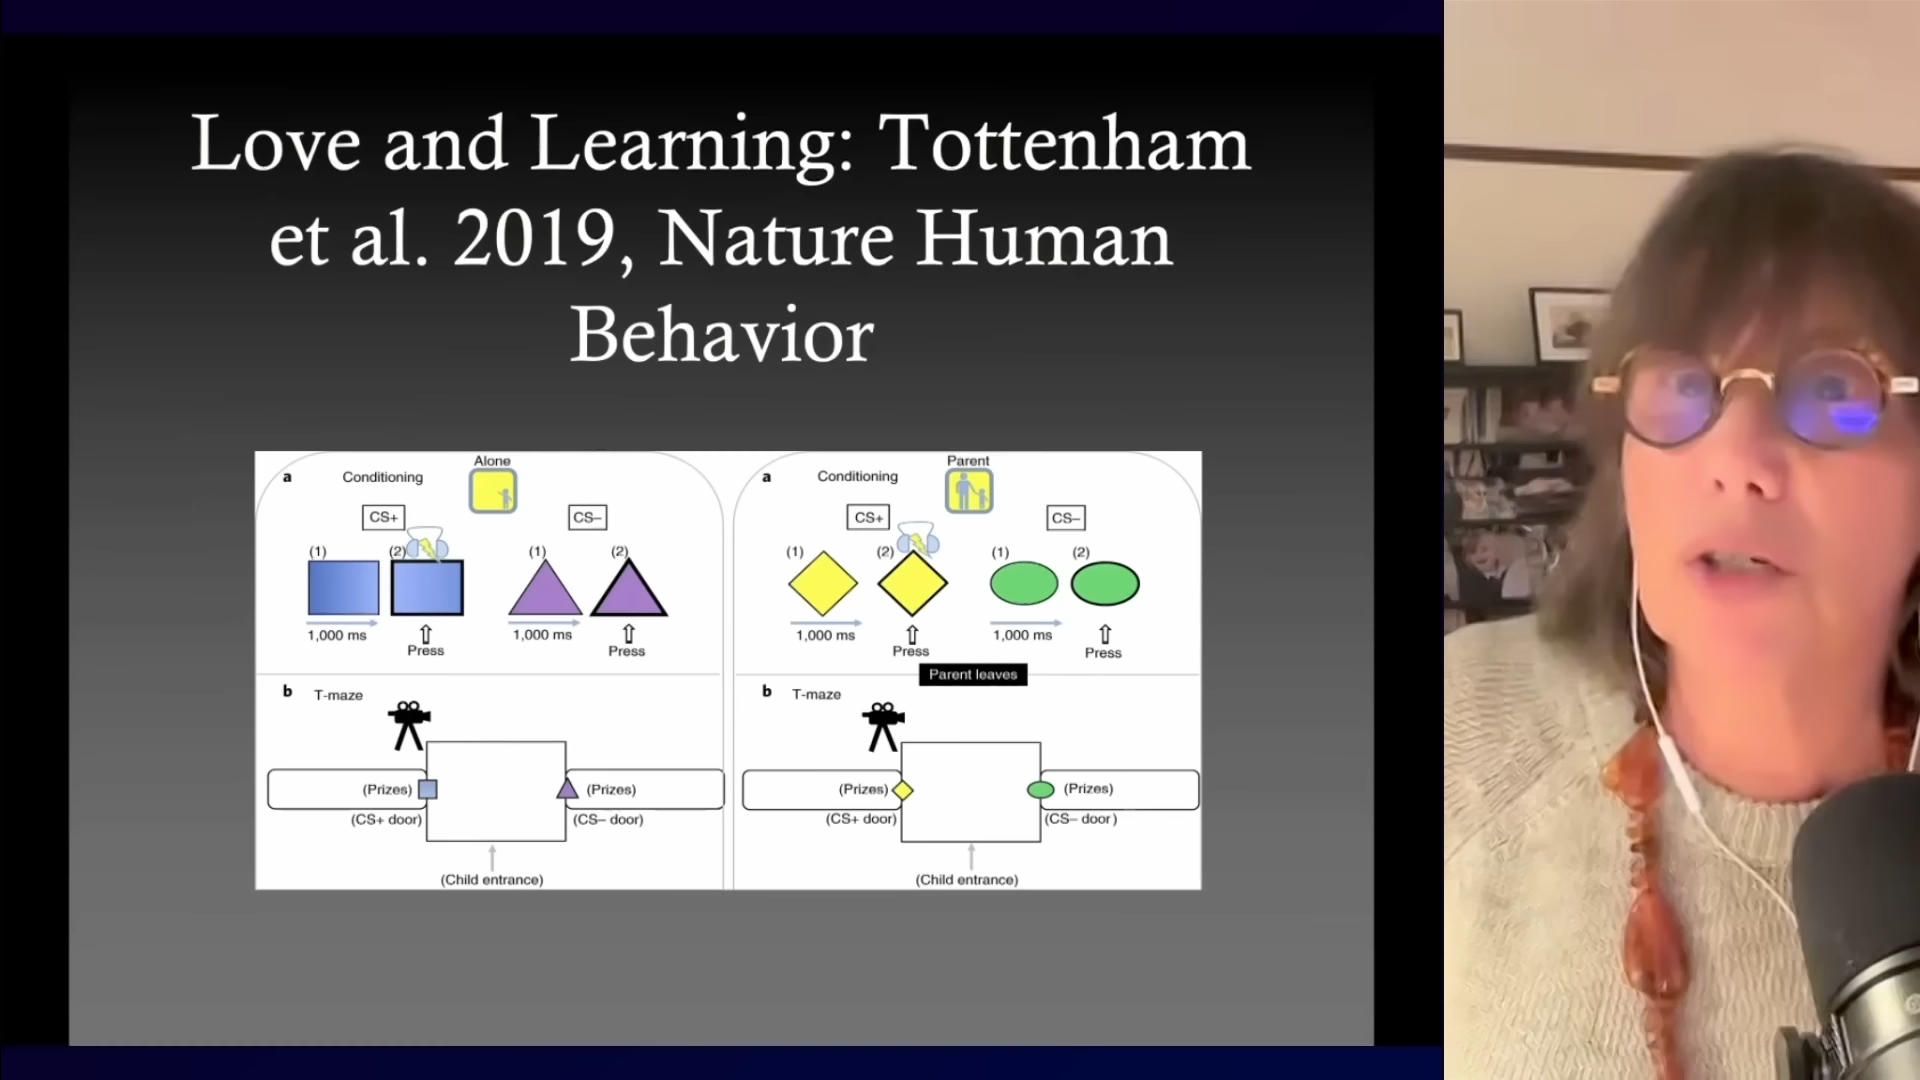 Love and Learning: Tottenham
et al. 2019, Nature Human
Behavior
a
Conditioning
Alone
CS+
CS–
(1)
(2)
(1)
(2)
1,000 ms
Press
1,000 ms
Press
b
T-maze
(Prizes)
(Prizes)
(CS+ door)
(CS– door)
(Child entrance)
a
Conditioning
Parent
CS+
CS–
(1)
(2)
(1)
(2)
1,000 ms
Press
1,000 ms
Press
Parent leaves
b
T-maze
(Prizes)
(Prizes)
(CS+ door)
(CS– door)
(Child entrance)